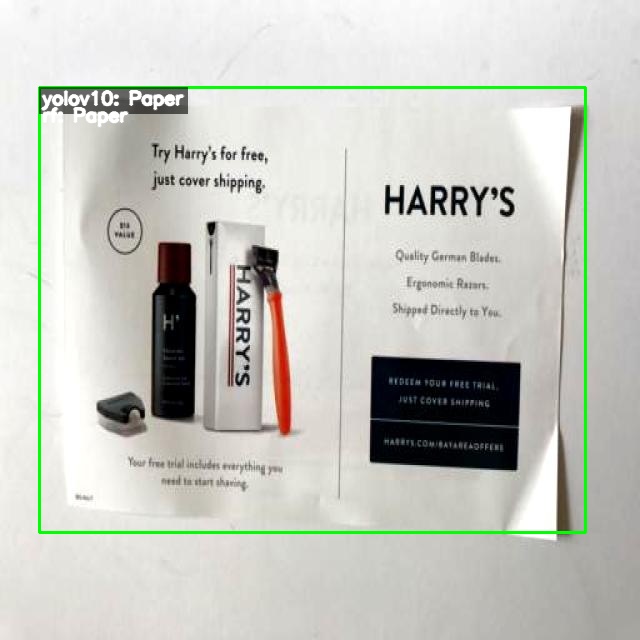 yolov10: Paper
rf: Paper
Try Harry's for free,
just cover shipping.
$13
VALUE
H'
HARRY'S
Your free trial includes everything you
need to start shaving.
HARRY'S
Quality German Blades.
Ergonomic Razors.
Shipped Directly to You.
REDEEM YOUR FREE TRIAL,
JUST COVER SHIPPING
HARRYS.COM/BAYAREAOFFERS